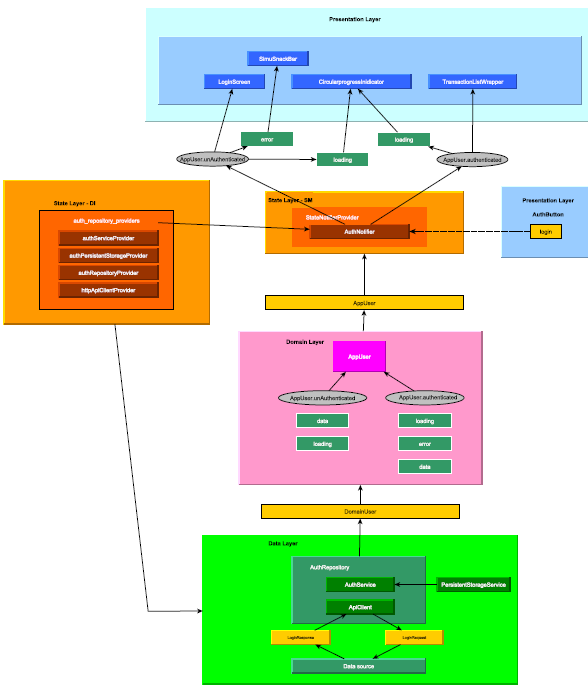 Presentation Layer
SimuSnackBar
LoginScreen
CircularprogressInidicator
TransactionListWrapper
error
loading
AppUser.unAuthenticated
loading
AppUser.authenticated
State Layer - DI
auth_repository_providers
authServiceProvider
authPersistentStorageProvider
authRepositoryProvider
httpApiClientProvider
State Layer - SM
StateNotifierProvider
AuthNotifier
Presentation Layer
AuthButton
login
AppUser
Domain Layer
AppUser
AppUser.unAuthenticated
AppUser.authenticated
data
loading
loading
error
data
DomainUser
Data Layer
AuthRepository
AuthService
PersistentStorageService
ApiClient
LoginResponse
LoginRequest
Data source